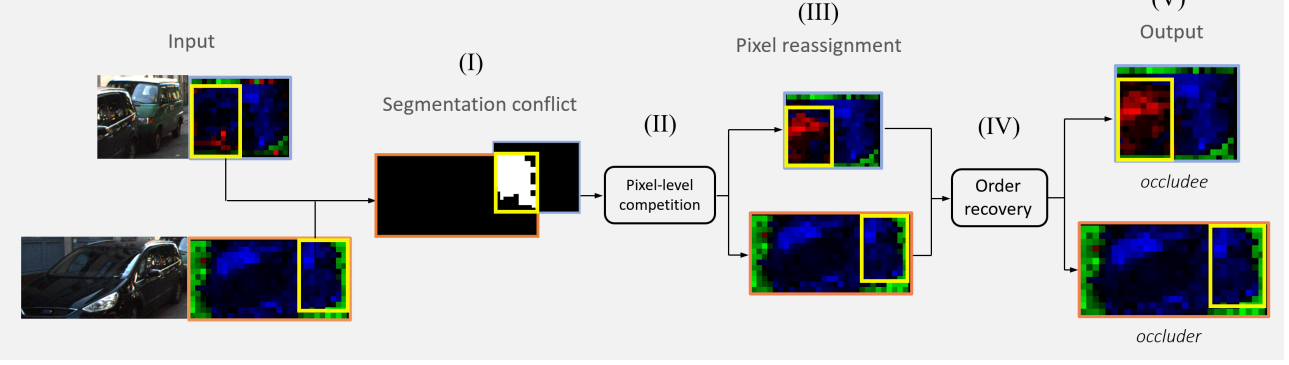 Input
(I)
Segmentation conflict
(II)
Pixel-level
competition
(III)
Pixel reassignment
(IV)
Order
recovery
(V)
Output
occludee
occluder